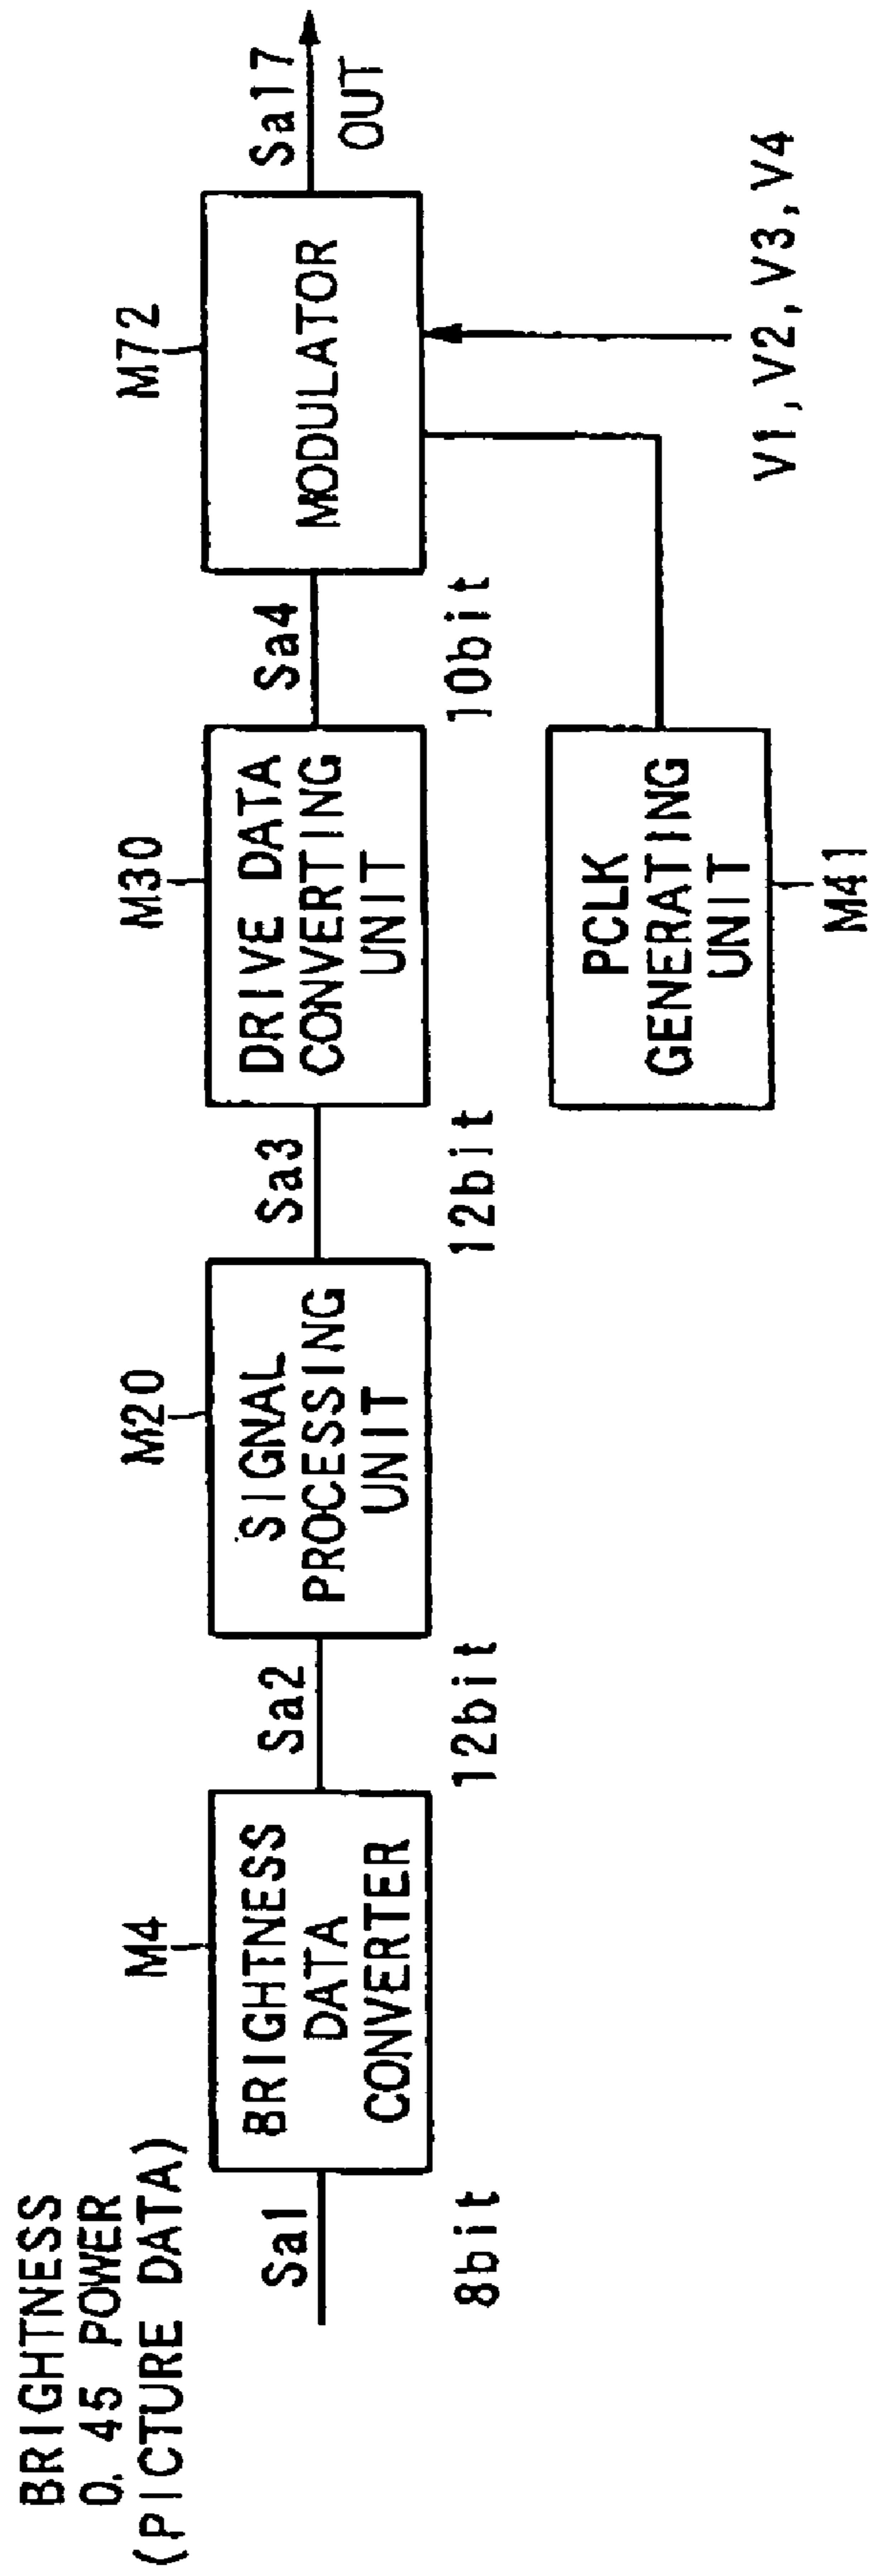 BRIGHTNESS
0.45 POWER
(PICTURE DATA)
Sa1
8bit
M4
BRIGHTNESS
DATA
CONVERTER
Sa2
12bit
M20
SIGNAL
PROCESSING
UNIT
Sa3
12bit
M30
DRIVE DATA
CONVERTING
UNIT
Sa4
10bit
M72
MODULATOR
Sa17
OUT
PCLK
GENERATING
UNIT
M41
V1, V2, V3, V4